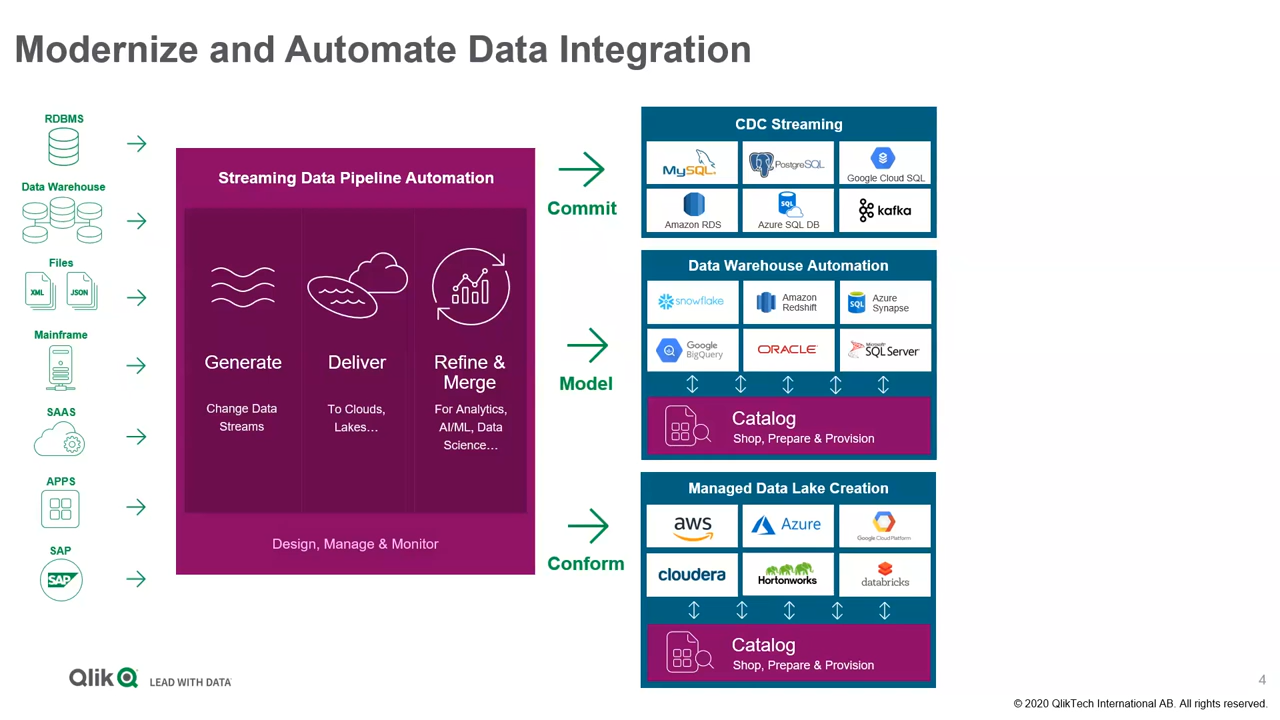 Modernize and Automate Data Integration
RDBMS
Data Warehouse
Files
XML
JSON
Mainframe
SAAS
APPS
SAP
SAP
Streaming Data Pipeline Automation
Generate
Change Data
Streams
Deliver
To Clouds,
Lakes...
Refine &
Merge
For Analytics,
AI/ML, Data
Science...
Design, Manage & Monitor
Commit
Model
Conform
CDC Streaming
MySQL
PostgreSQL
Google Cloud SQL
Amazon RDS
SQL
Azure SQL DB
kafka
Data Warehouse Automation
snowflake
Amazon
Redshift
SQL
Azure
Synapse
Google
BigQuery
ORACLE
Microsoft
SQL Server
Catalog
Shop, Prepare & Provision
Managed Data Lake Creation
aws
Azure
Google Cloud Platform
cloudera
Hortonworks
databricks
Catalog
Shop, Prepare & Provision
Qlik
LEAD WITH DATA
4
© 2020 QlikTech International AB. All rights reserved.